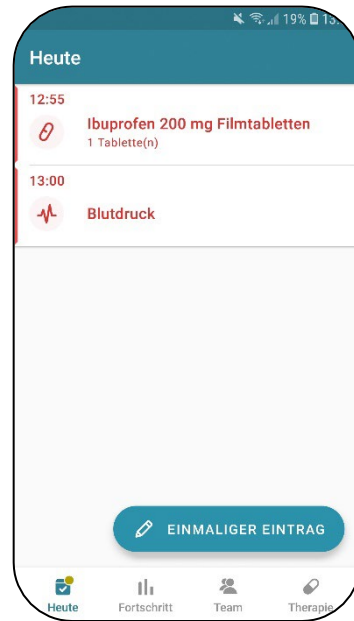 19%
Heute
12:55
Ibuprofen 200 mg Filmtabletten
1 Tablette(n)
13:00
Blutdruck
EINMALIGER EINTRAG
Heute Fortschritt Team Therapie